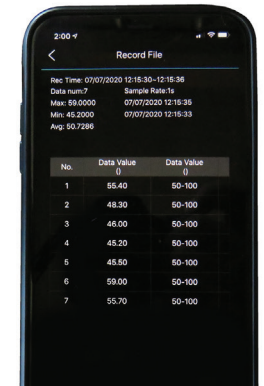 2:00
Record File
Rec Time: 07/07/2020 12:15:30~12:15:36
Data num:7 Sample Rate:1s
Max: 59.0000 07/07/2020 12:15:35
Min: 45.2000 07/07/2020 12:15:33
Avg: 50.7286
No. Data Value Data Value
() ()
1 55.40 50-100
2 48.30 50-100
3 46.00 50-100
4 45.20 50-100
5 45.50 50-100
6 59.00 50-100
7 55.70 50-100